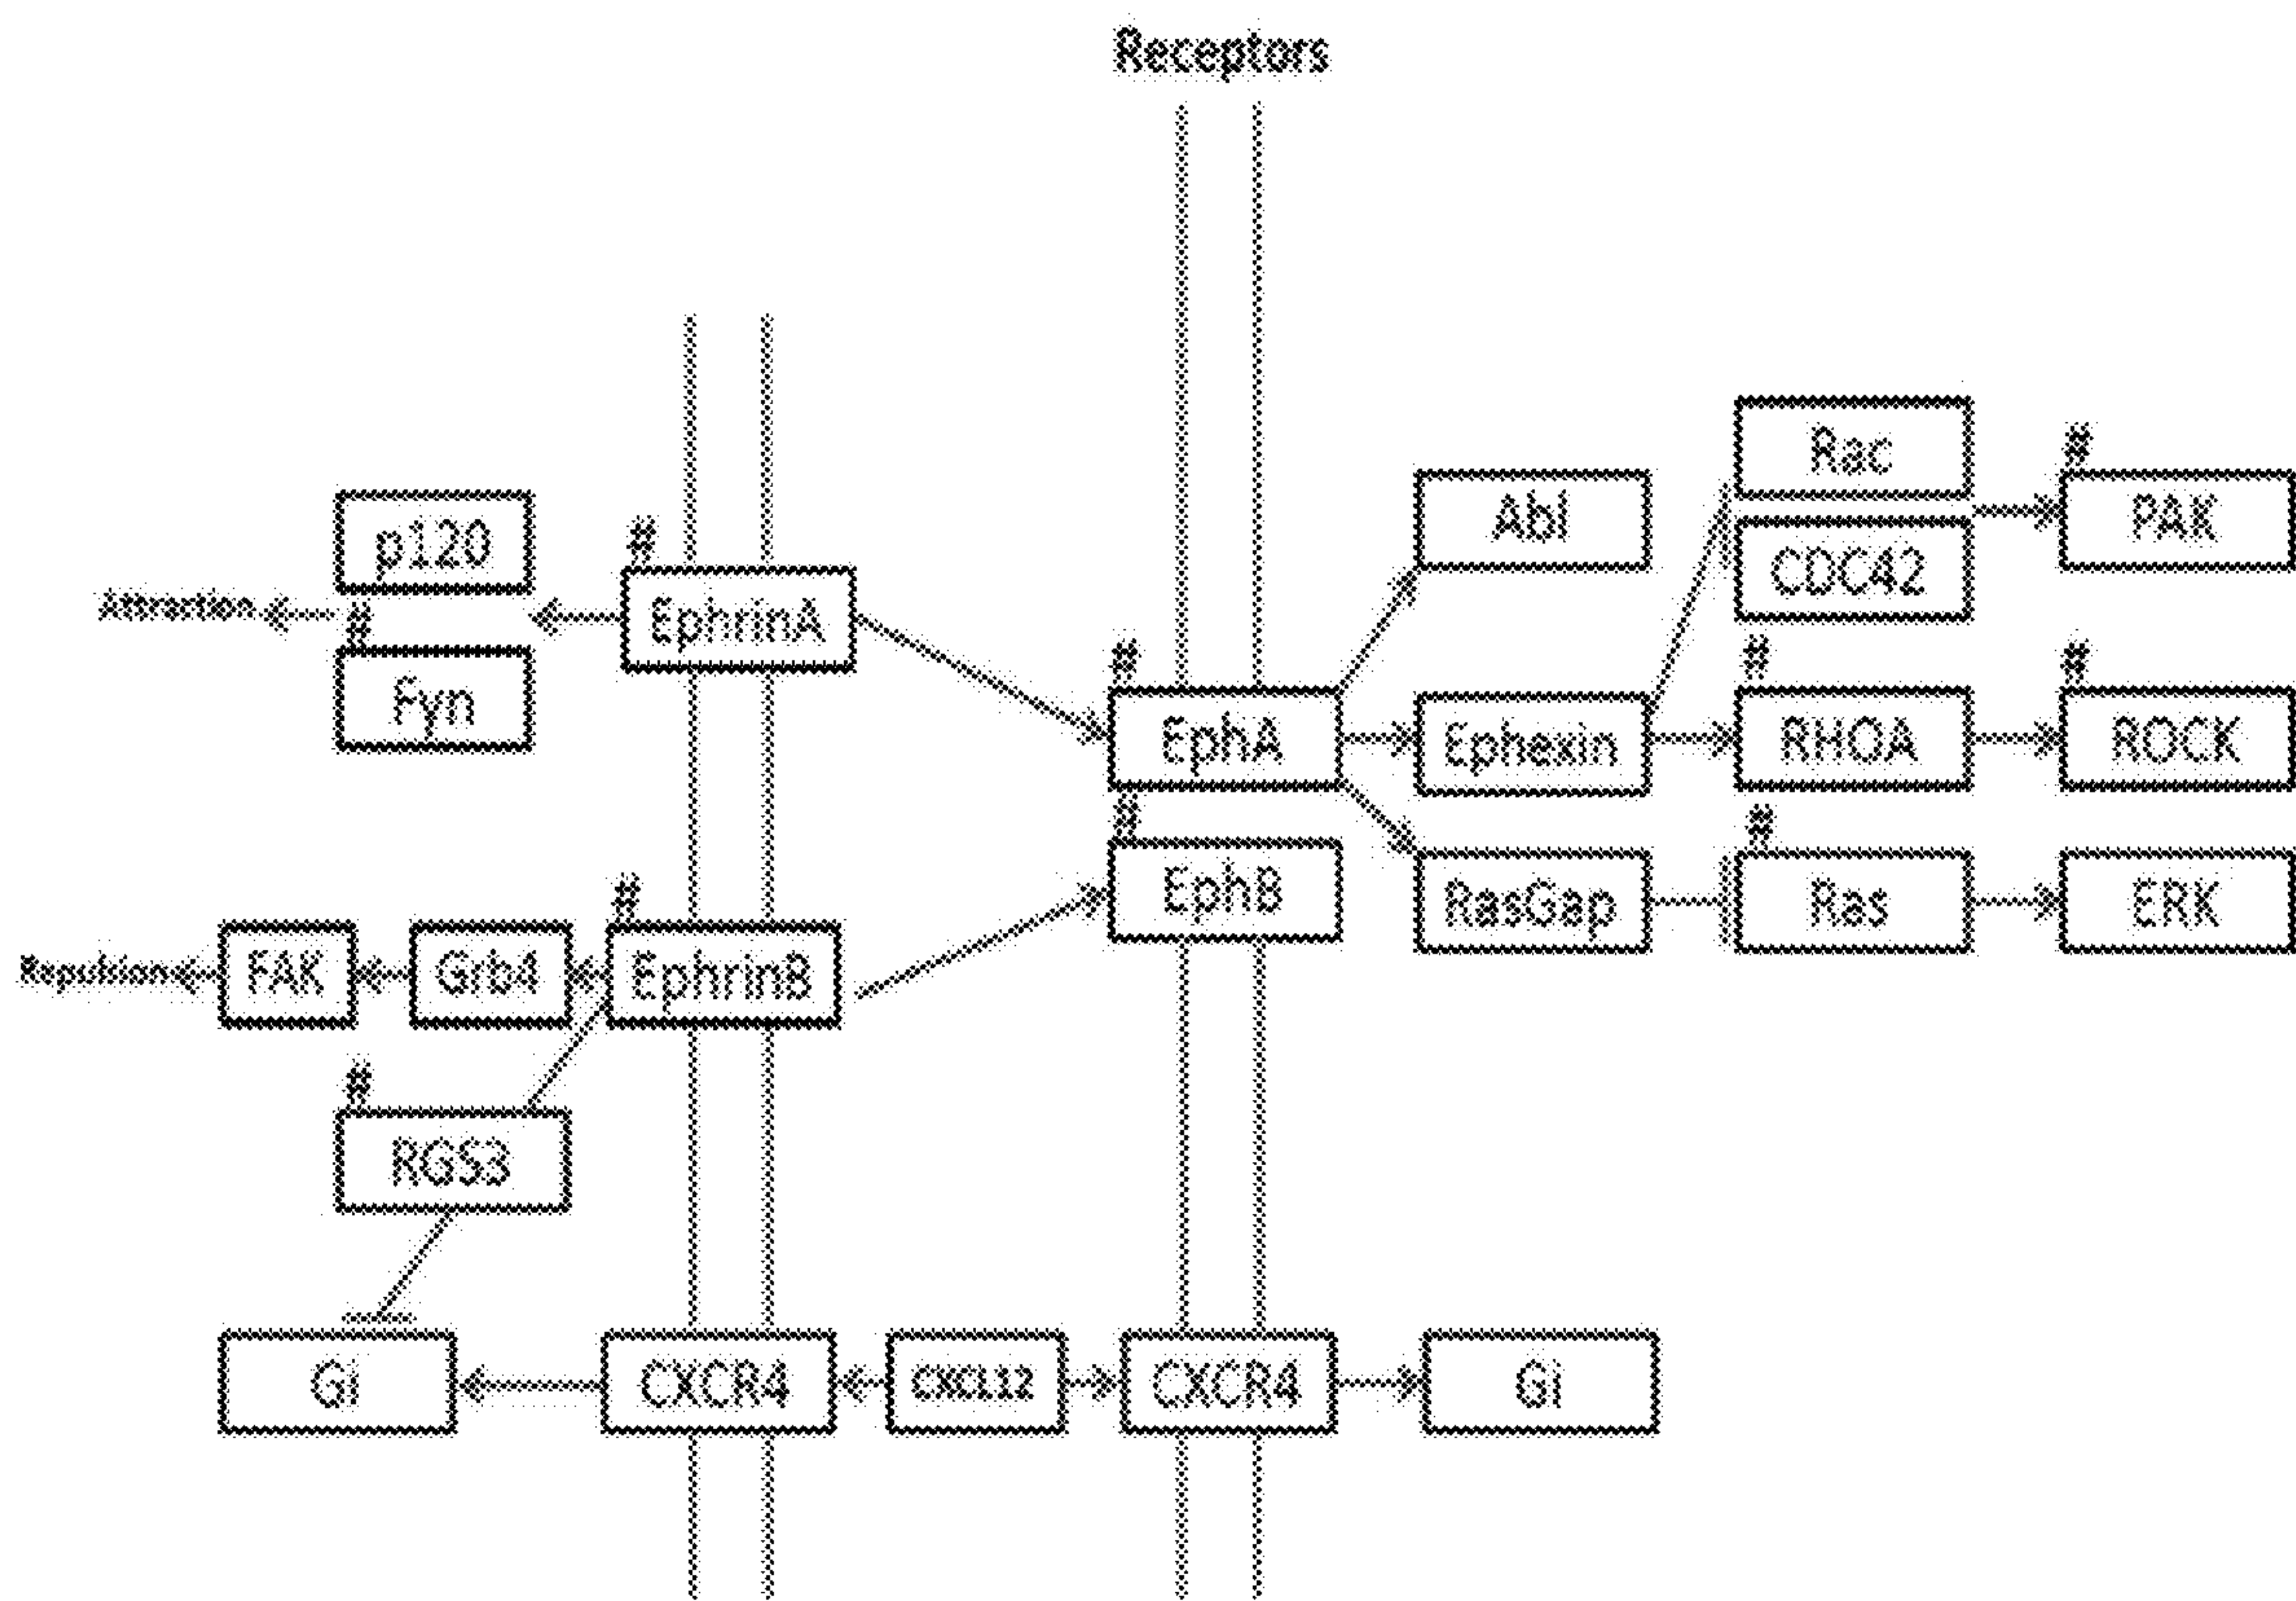 Receptors
Rac
#
Abl
PAK
p120
#
CDC42
Attraction
#
EphrinA
#
#
#
Fyn
EphA
Ephexin
RHOA
ROCK
#
#
#
EphB
RasGap
Ras
ERK
Repulsion
FAK
Grb4
EphrinB
#
RGS3
Gi
CXCR4
CXCL12
CXCR4
Gi